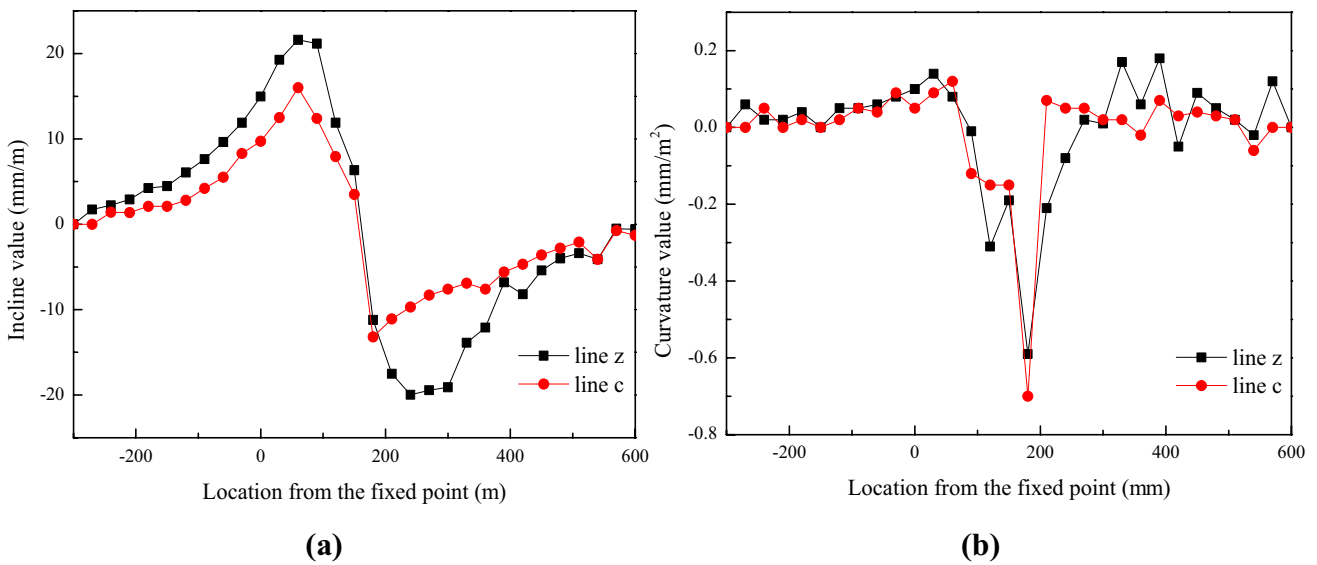 Incline value (mm/m)
20
10
0
-10
-20
-200
0
200
400
600
line z
line c
Location from the fixed point (m)
(a)
Curvature value (mm/m²)
0.2
0.0
-0.2
-0.4
-0.6
-0.8
-200
0
200
400
600
line z
line c
Location from the fixed point (mm)
(b)